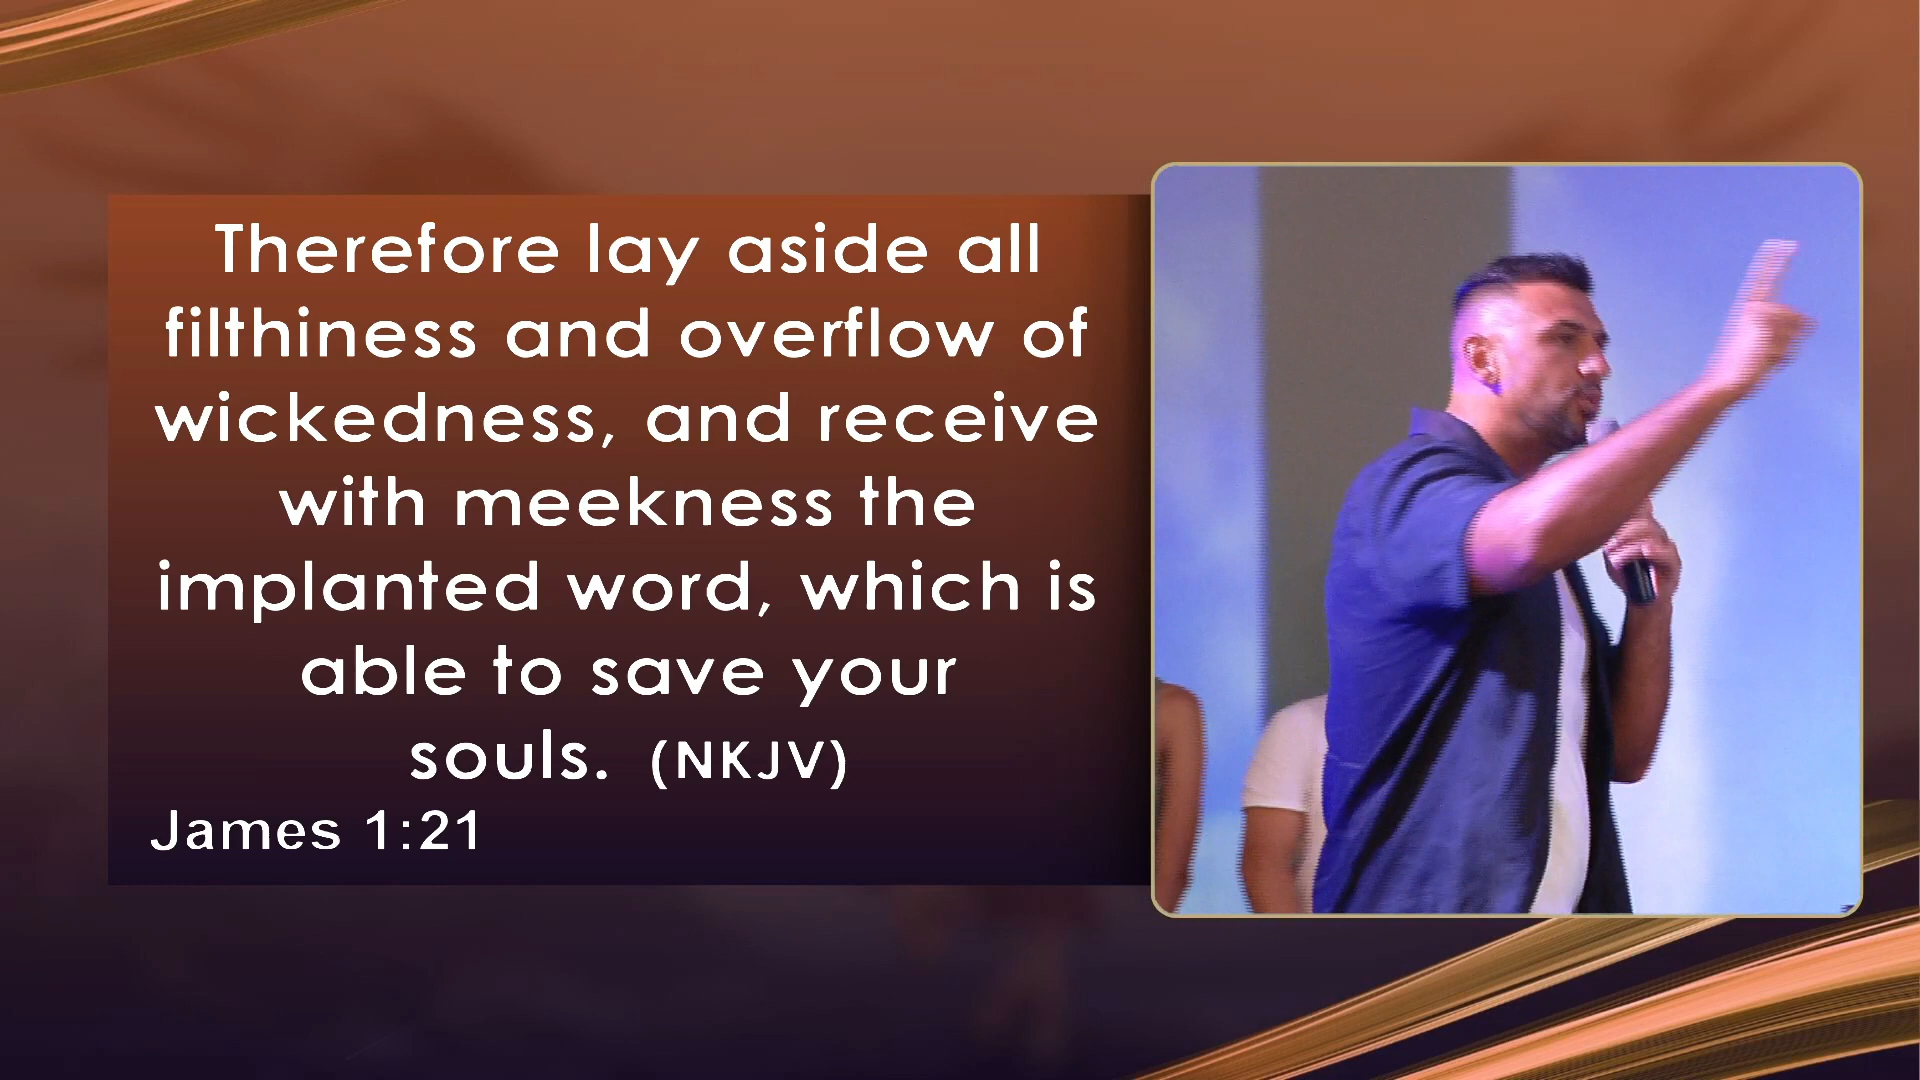 Therefore lay aside all
filthiness and overflow of
wickedness, and receive
with meekness the
implanted word, which is
able to save your
souls. (NKJV)
James 1:21